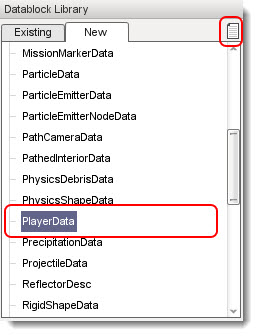 Datablock Library
Existing
New
MissionMarkerData
ParticleData
ParticleEmitterData
ParticleEmitterNodeData
PathCameraData
PathedInteriorData
PhysicsDebrisData
PhysicsShapeData
PlayerData
PrecipitationData
ProjectileData
ReflectorDesc
RigidShapeData